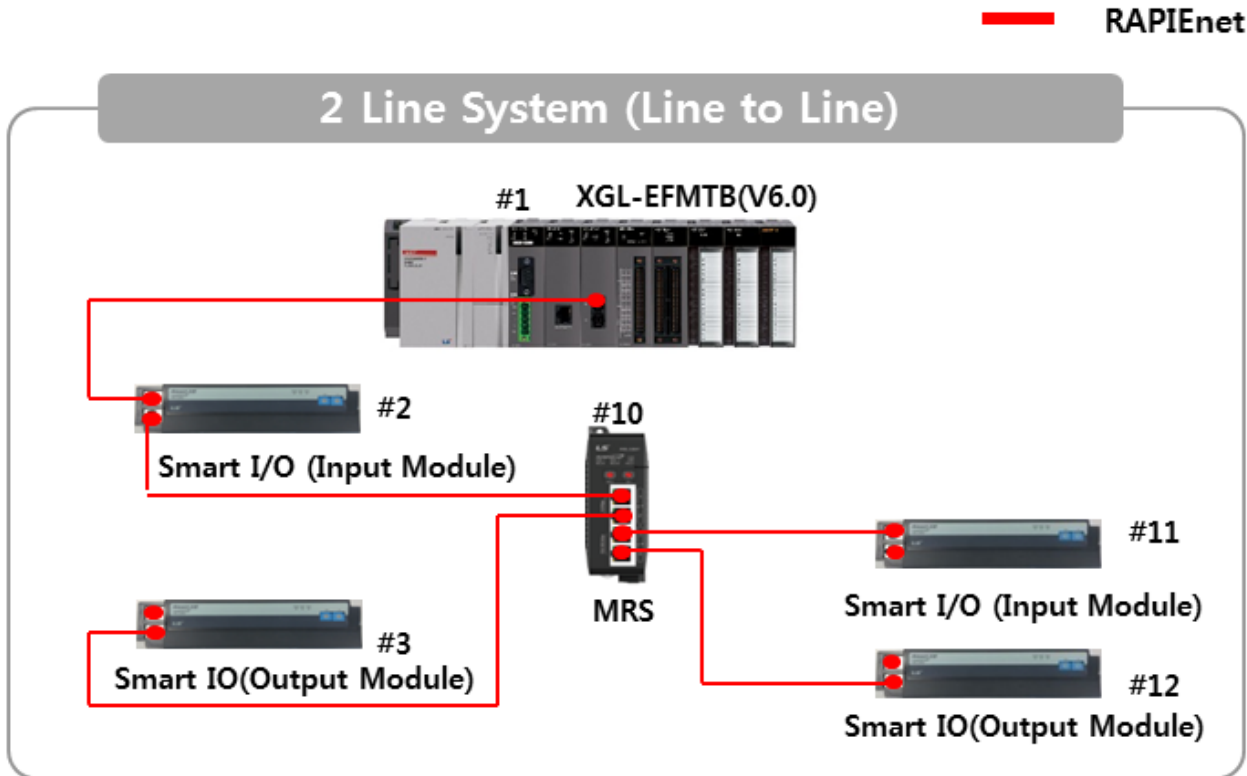 RAPIEnet
2 Line System (Line to Line)
#1
XGL-EFMTB(V6.0)
#2
Smart I/O (Input Module)
#10
MRS
#3
Smart IO(Output Module)
#11
Smart I/O (Input Module)
#12
Smart IO(Output Module)